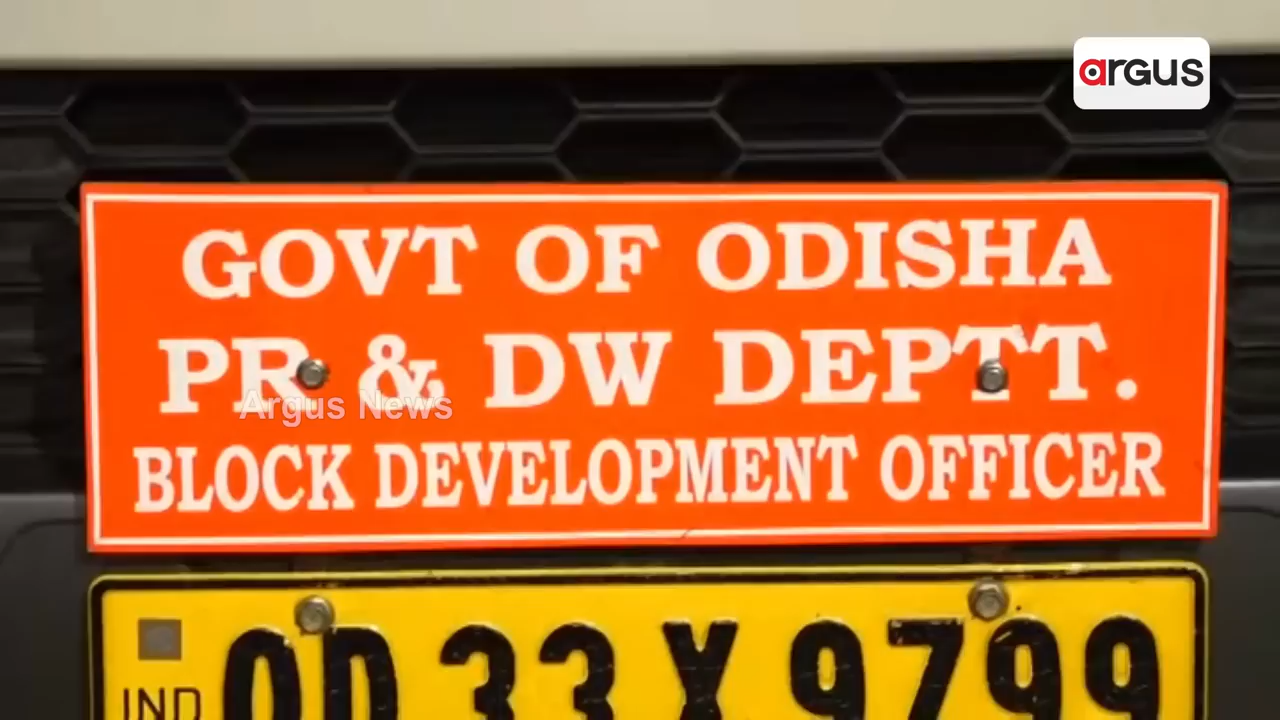 argus
GOVT OF ODISHA
PR & DW DEPTT.
Argus News
BLOCK DEVELOPMENT OFFICER
IND
OD 33 X 9799